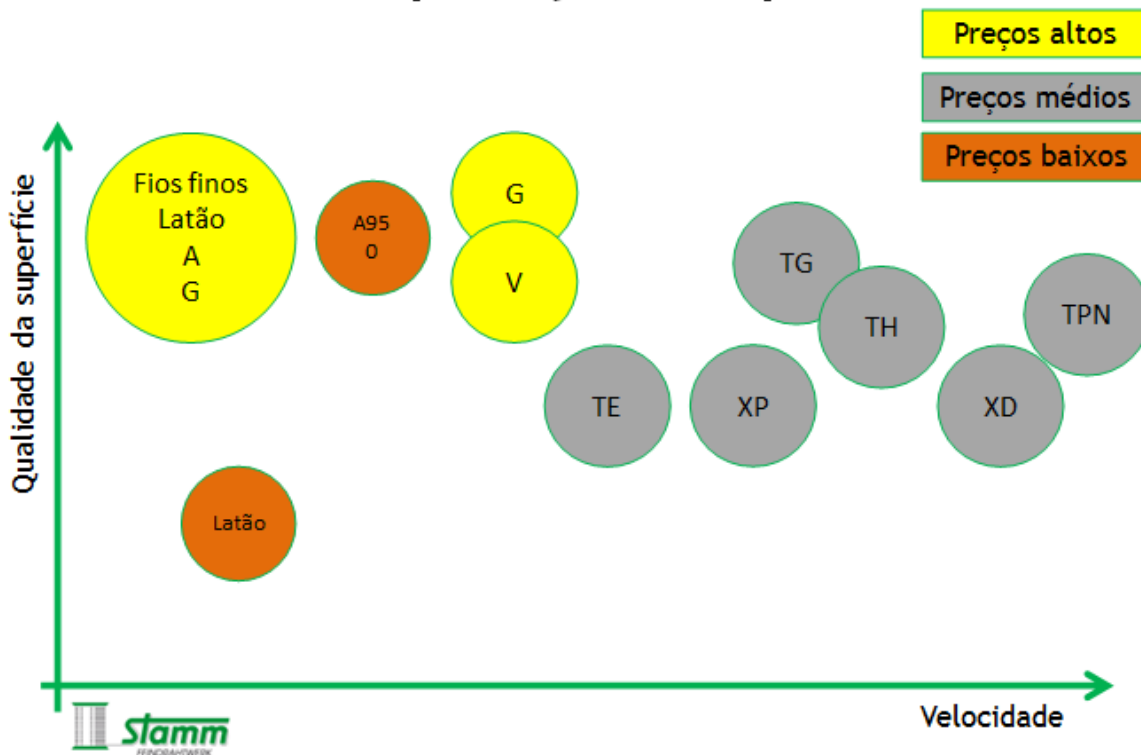 Preços altos
Preços médios
Preços baixos
Qualidade da superfície
Fios finos
Latão
A
G
A95
0
G
V
TG
TH
TPN
TE
XP
XD
Latão
Velocidade
Stamm
FEINDRAHTWERK